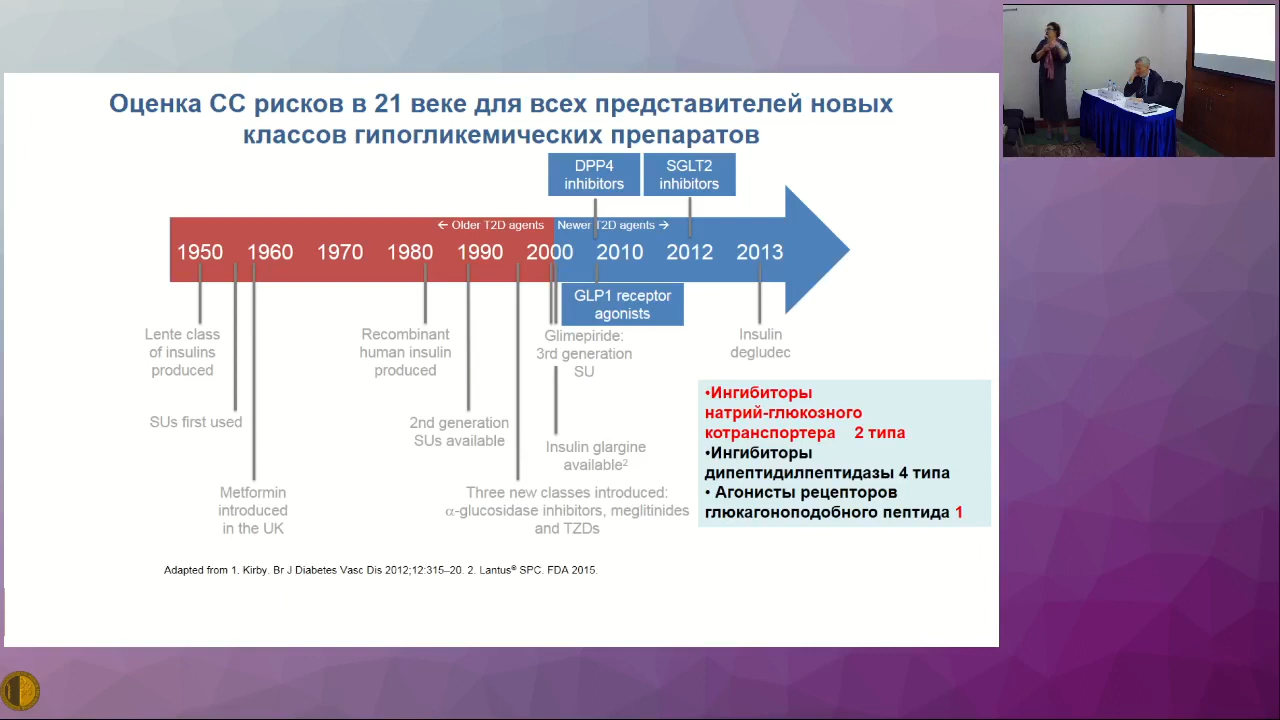 Оценка СС рисков в 21 веке для всех представителей новых
классов гипогликемических препаратов
DPP4
inhibitors
SGLT2
inhibitors
← Older T2D agents
Newer T2D agents →
1950 1960 1970 1980 1990 2000 2010 2012 2013
GLP1 receptor
agonists
Lente class
of insulins
produced
Recombinant
human insulin
produced
Glimepiride:
3rd generation
SU
Insulin
degludec
SUs first used
2nd generation
SUs available
Insulin glargine
available²
Metformin
introduced
in the UK
Three new classes introduced:
α-glucosidase inhibitors, meglitinides
and TZDs
•Ингибиторы
натрий-глюкозного
котранспортера 2 типа
•Ингибиторы
дипептидилпептидазы 4 типа
• Агонисты рецепторов
глюкагоноподобного пептида 1
Adapted from 1. Kirby. Br J Diabetes Vasc Dis 2012;12:315–20. 2. Lantus® SPC. FDA 2015.